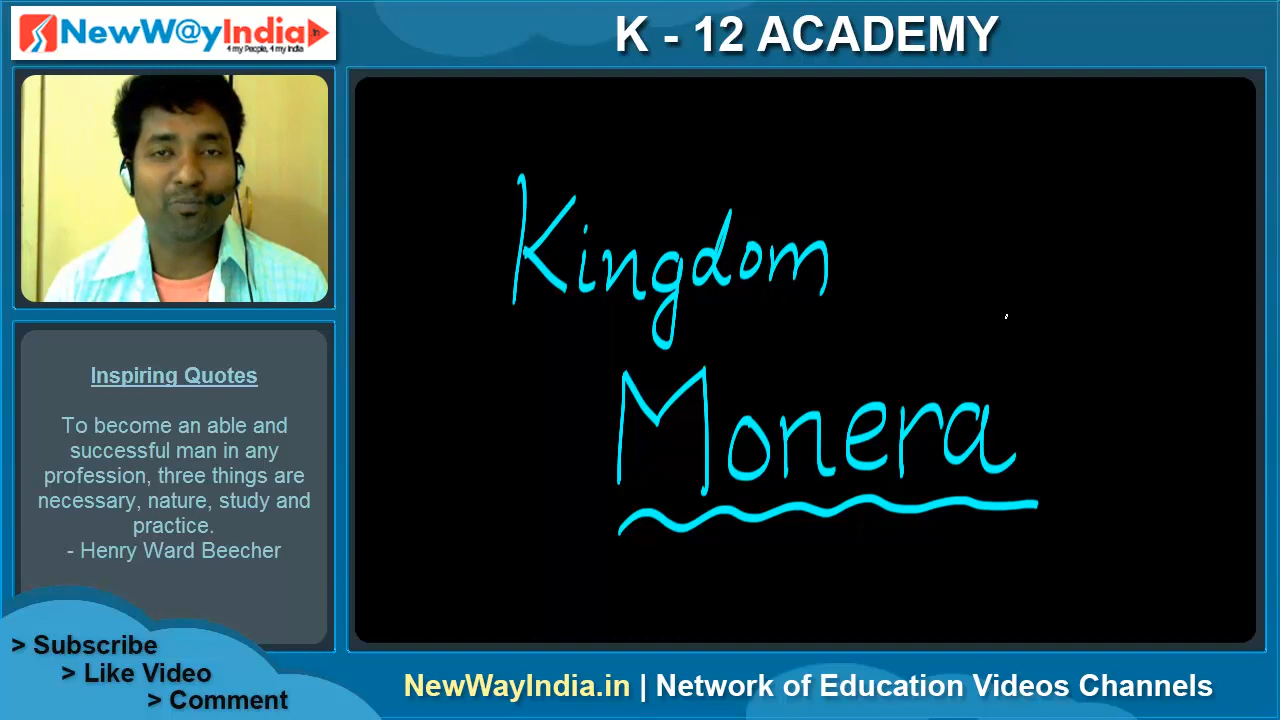 NewW@yIndia.in
4 my People, 4 my India
K - 12 ACADEMY
Kingdom
Monera
Inspiring Quotes
To become an able and
successful man in any
profession, three things are
necessary, nature, study and
practice.
- Henry Ward Beecher
> Subscribe
> Like Video
> Comment
NewWayIndia.in | Network of Education Videos Channels